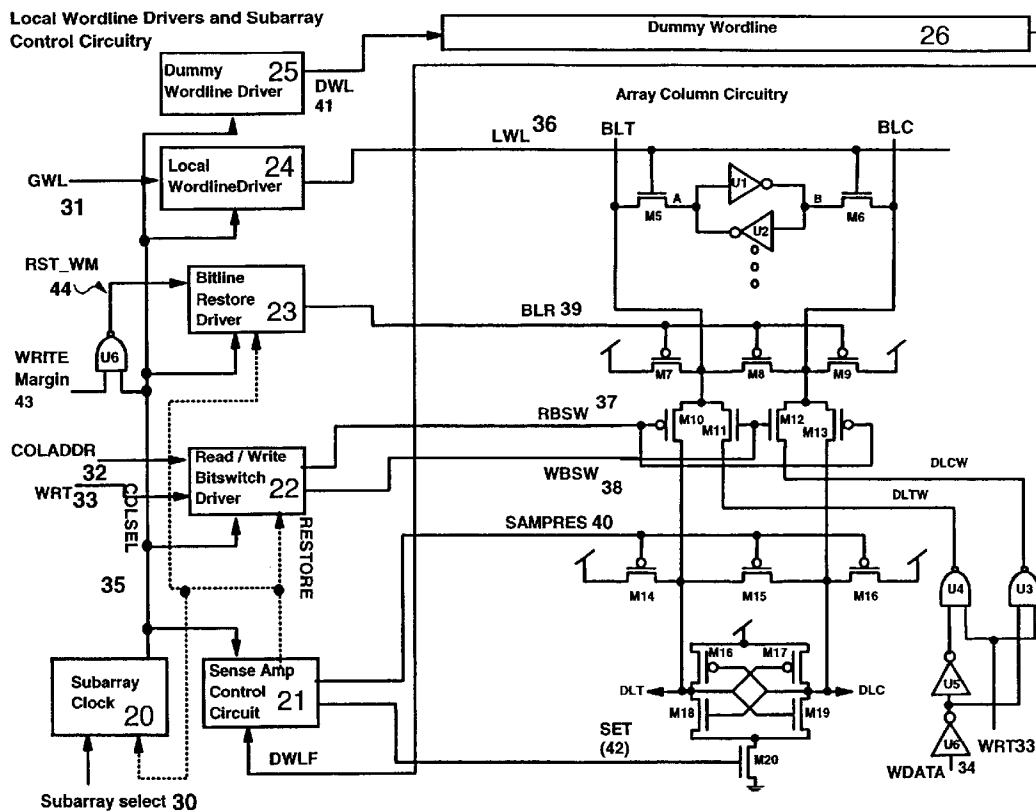 Local Wordline Drivers and Subarray
Control Circuitry
Dummy Wordline 26
Dummy
Wordline Driver
25
DWL
41
Array Column Circuitry
BLT
BLC
LWL 36
GWL
31
Local
WordlineDriver
24
U1
U2
A
B
M5
M6
RST_WM
44
Bitline
Restore
Driver
23
BLR 39
U6
WRITE
Margin
43
M7
M8
M9
RBSW 37
M10
M11
M12
M13
COLADDR
32
WRT
33
Read / Write
Bitswitch
Driver
22
WBSW
38
DLCW
DLTW
COLSEL
35
RESTORE
SAMPRES 40
M14
M15
M16
U4
U3
U5
U6
Subarray
Clock
20
Sense Amp
Control
Circuit
21
M16
M17
DLT
DLC
M18
M19
SET
(42)
M20
DWLF
WRT33
WDATA 34
Subarray select 30